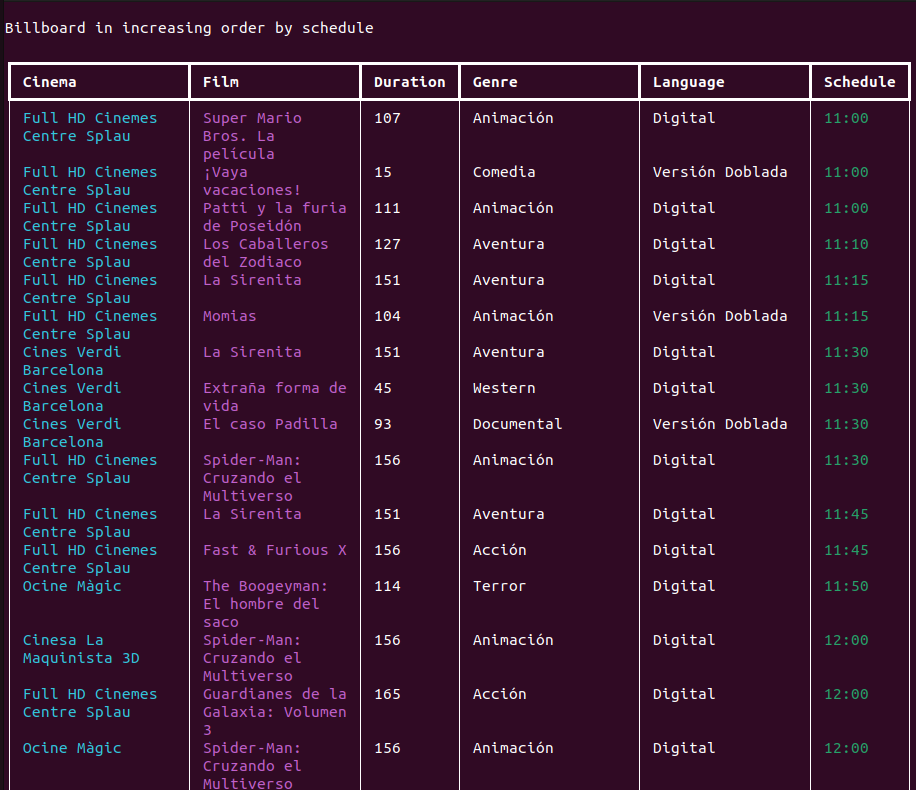 Billboard in increasing order by schedule
Cinema Film Duration Genre Language Schedule
Full HD Cinemes Super Mario 107 Animación Digital 11:00
Centre Splau Bros. La
película
Full HD Cinemes ¡Vaya 15 Comedia Versión Doblada 11:00
Centre Splau vacaciones!
Full HD Cinemes Patti y la furia 111 Animación Digital 11:00
Centre Splau de Poseidón
Full HD Cinemes Los Caballeros 127 Aventura Digital 11:10
Centre Splau del Zodiaco
Full HD Cinemes La Sirenita 151 Aventura Digital 11:15
Centre Splau
Full HD Cinemes Momias 104 Animación Versión Doblada 11:15
Centre Splau
Cines Verdi La Sirenita 151 Aventura Digital 11:30
Barcelona
Cines Verdi Extraña forma de 45 Western Digital 11:30
Barcelona vida
Cines Verdi El caso Padilla 93 Documental Versión Doblada 11:30
Barcelona
Full HD Cinemes Spider-Man: 156 Animación Digital 11:30
Centre Splau Cruzando el
Multiverso
Full HD Cinemes La Sirenita 151 Aventura Digital 11:45
Centre Splau
Full HD Cinemes Fast & Furious X 156 Acción Digital 11:45
Centre Splau
Ocine Màgic The Boogeyman: 114 Terror Digital 11:50
El hombre del
saco
Cinesa La Spider-Man: 156 Animación Digital 12:00
Maquinista 3D Cruzando el
Multiverso
Full HD Cinemes Guardianes de la 165 Acción Digital 12:00
Centre Splau Galaxia: Volumen
3
Ocine Màgic Spider-Man: 156 Animación Digital 12:00
Cruzando el
Multiverso